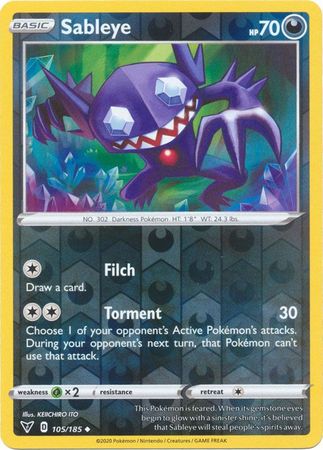 BASIC
Sableye
HP 70
NO. 302 Darkness Pokémon HT: 1'8" WT: 24.3 lbs.
Filch
Draw a card.
Torment 30
Choose 1 of your opponent's Active Pokémon's attacks.
During your opponent's next turn, that Pokémon can't
use that attack.
weakness ×2 resistance retreat
Illus. KEIICHIRO ITO
This Pokémon is feared. When its gemstone eyes
begin to glow with a sinister shine, it's believed
that Sableye will steal people's spirits away.
D 105/185
©2020 Pokémon / Nintendo / Creatures / GAME FREAK